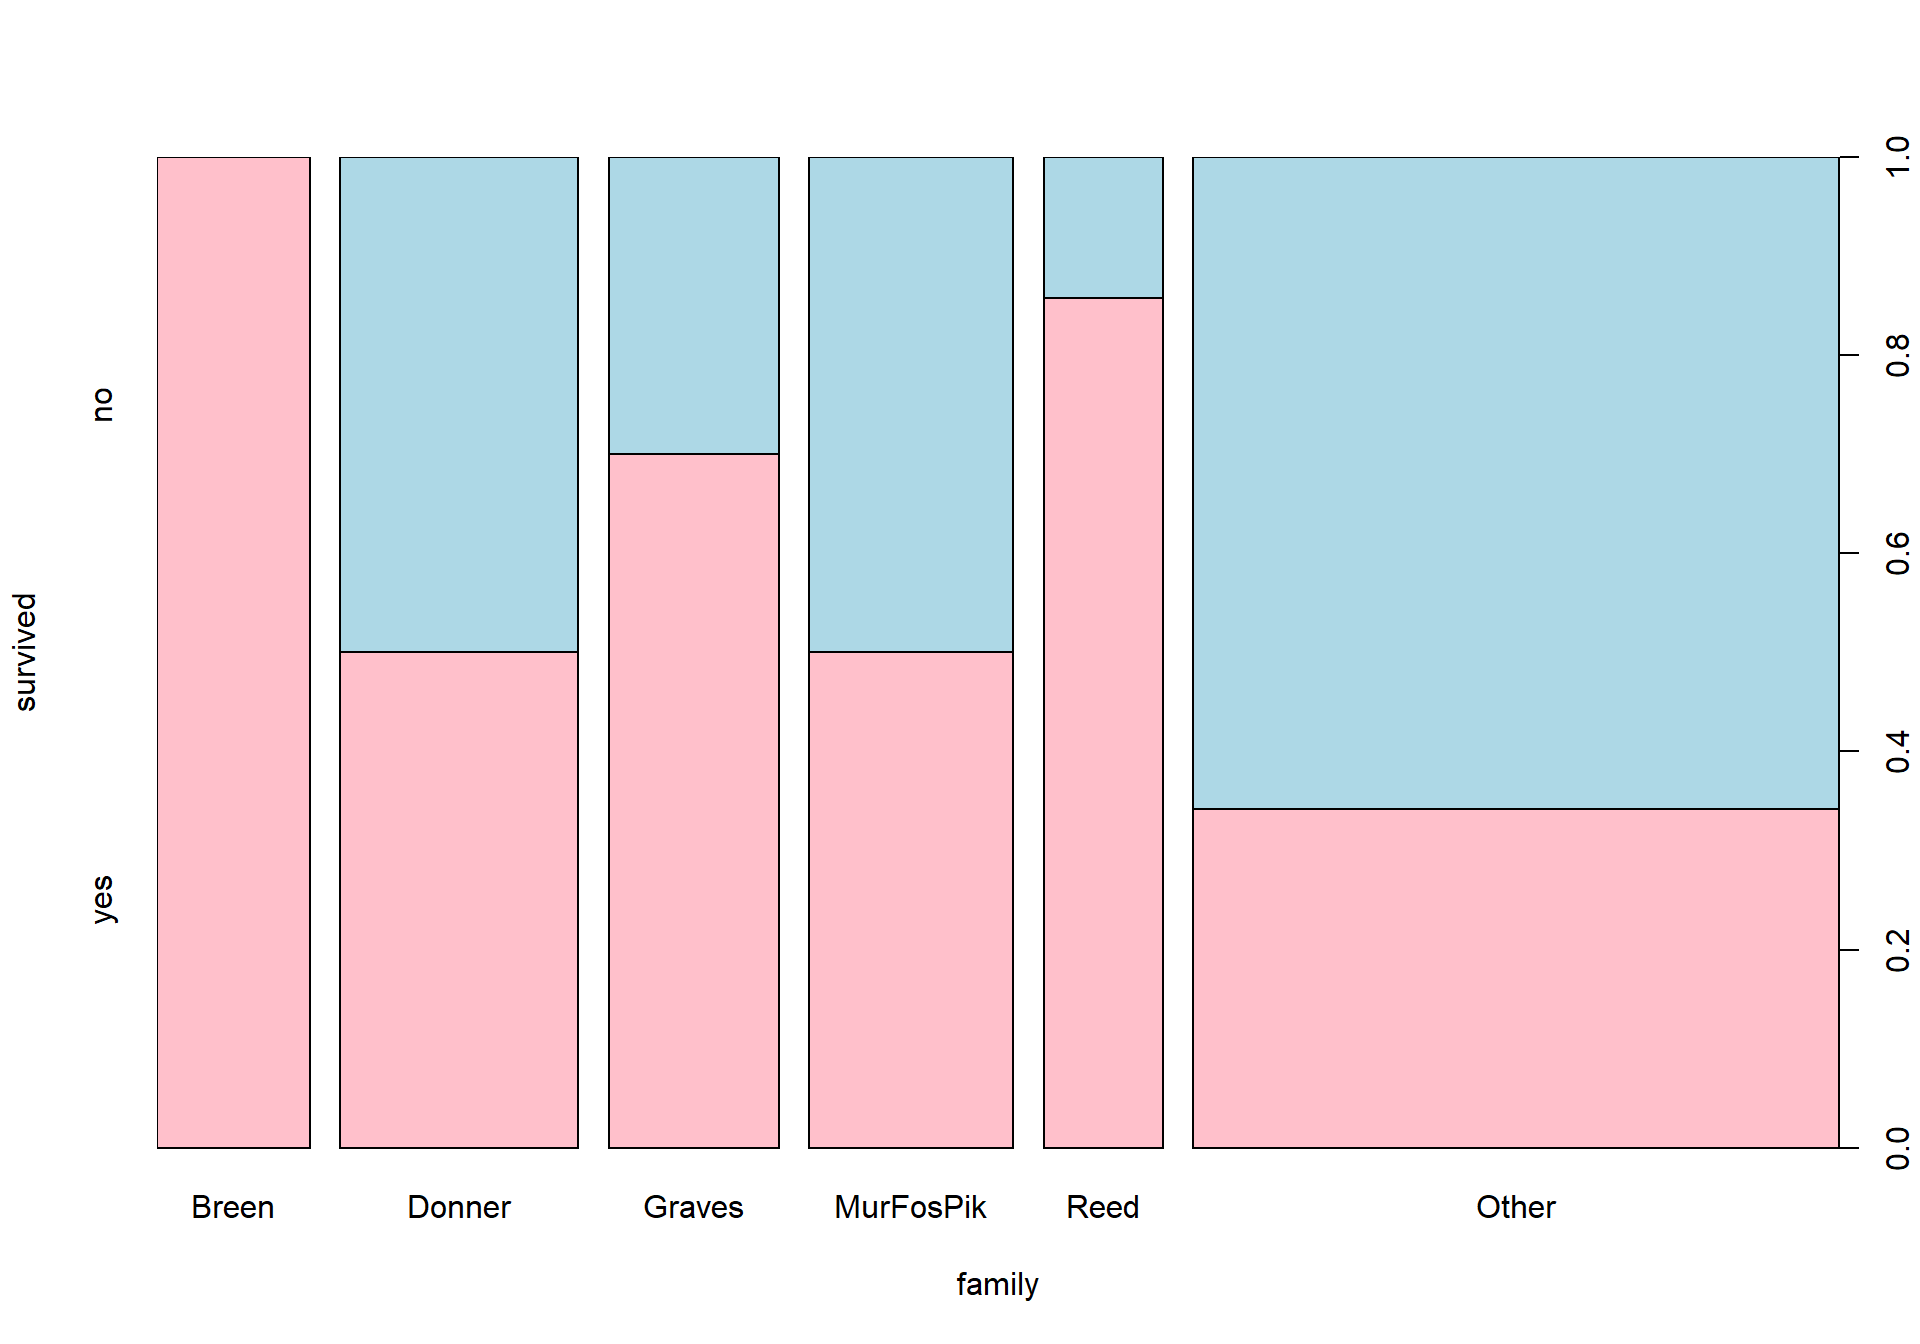 survived
no
yes
1.0
0.8
0.6
0.4
0.2
0.0
Breen Donner Graves MurFosPik Reed Other
family